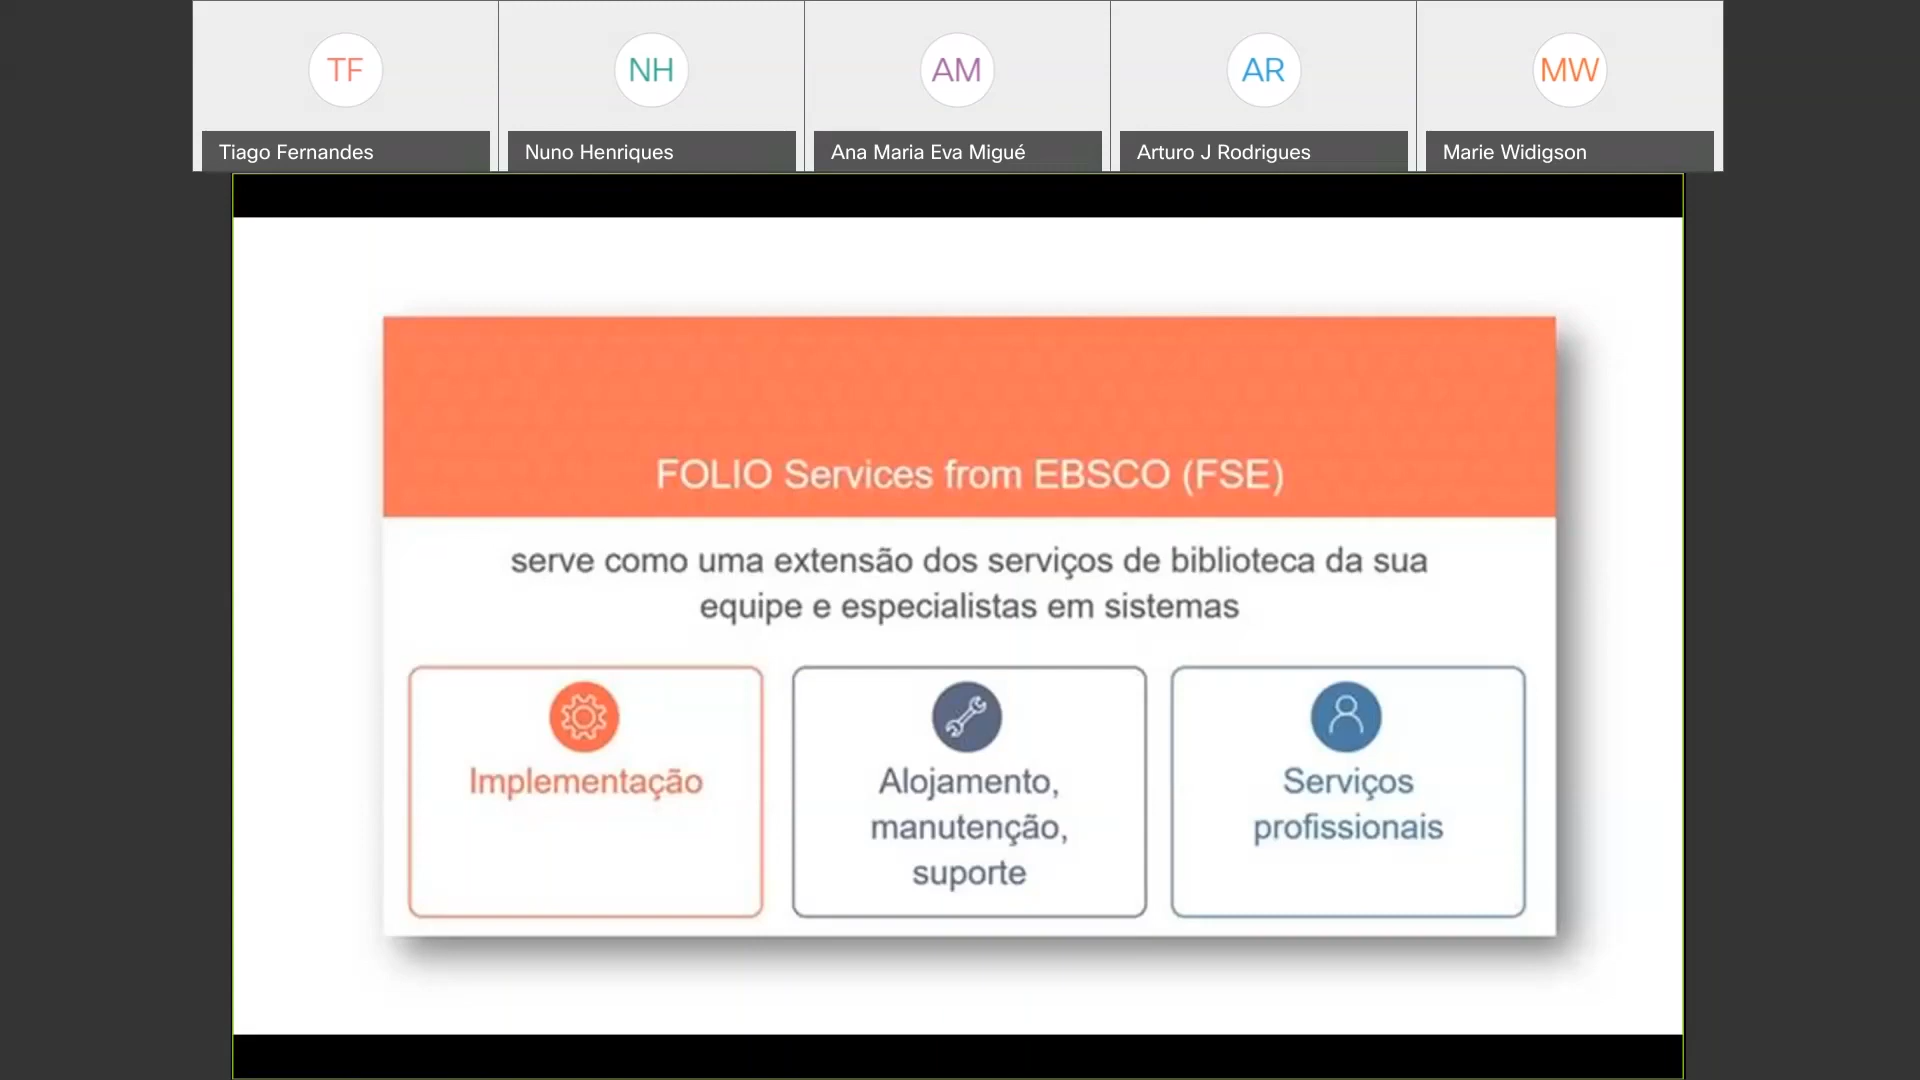 TF
NH
AM
AR
MW
Tiago Fernandes
Nuno Henriques
Ana Maria Eva Migué
Arturo J Rodrigues
Marie Widigson
FOLIO Services from EBSCO (FSE)
serve como uma extensão dos serviços de biblioteca da sua
equipe e especialistas em sistemas
Implementação
Alojamento,
manutenção,
suporte
Serviços
profissionais